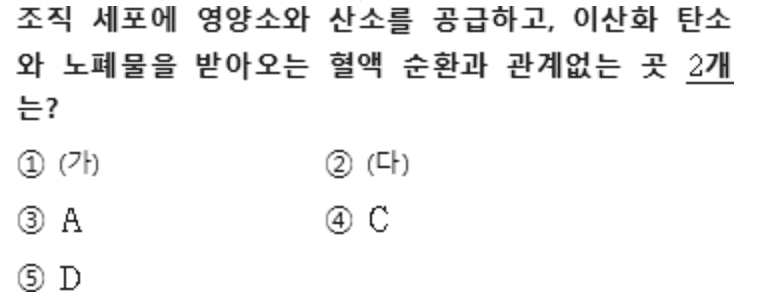 조직 세포에 영양소와 산소를 공급하고, 이산화 탄소
와 노폐물을 받아오는 혈액 순환과 관계없는 곳 2개
는?
① (가) ② (다)
③ A ④ C
⑤ D